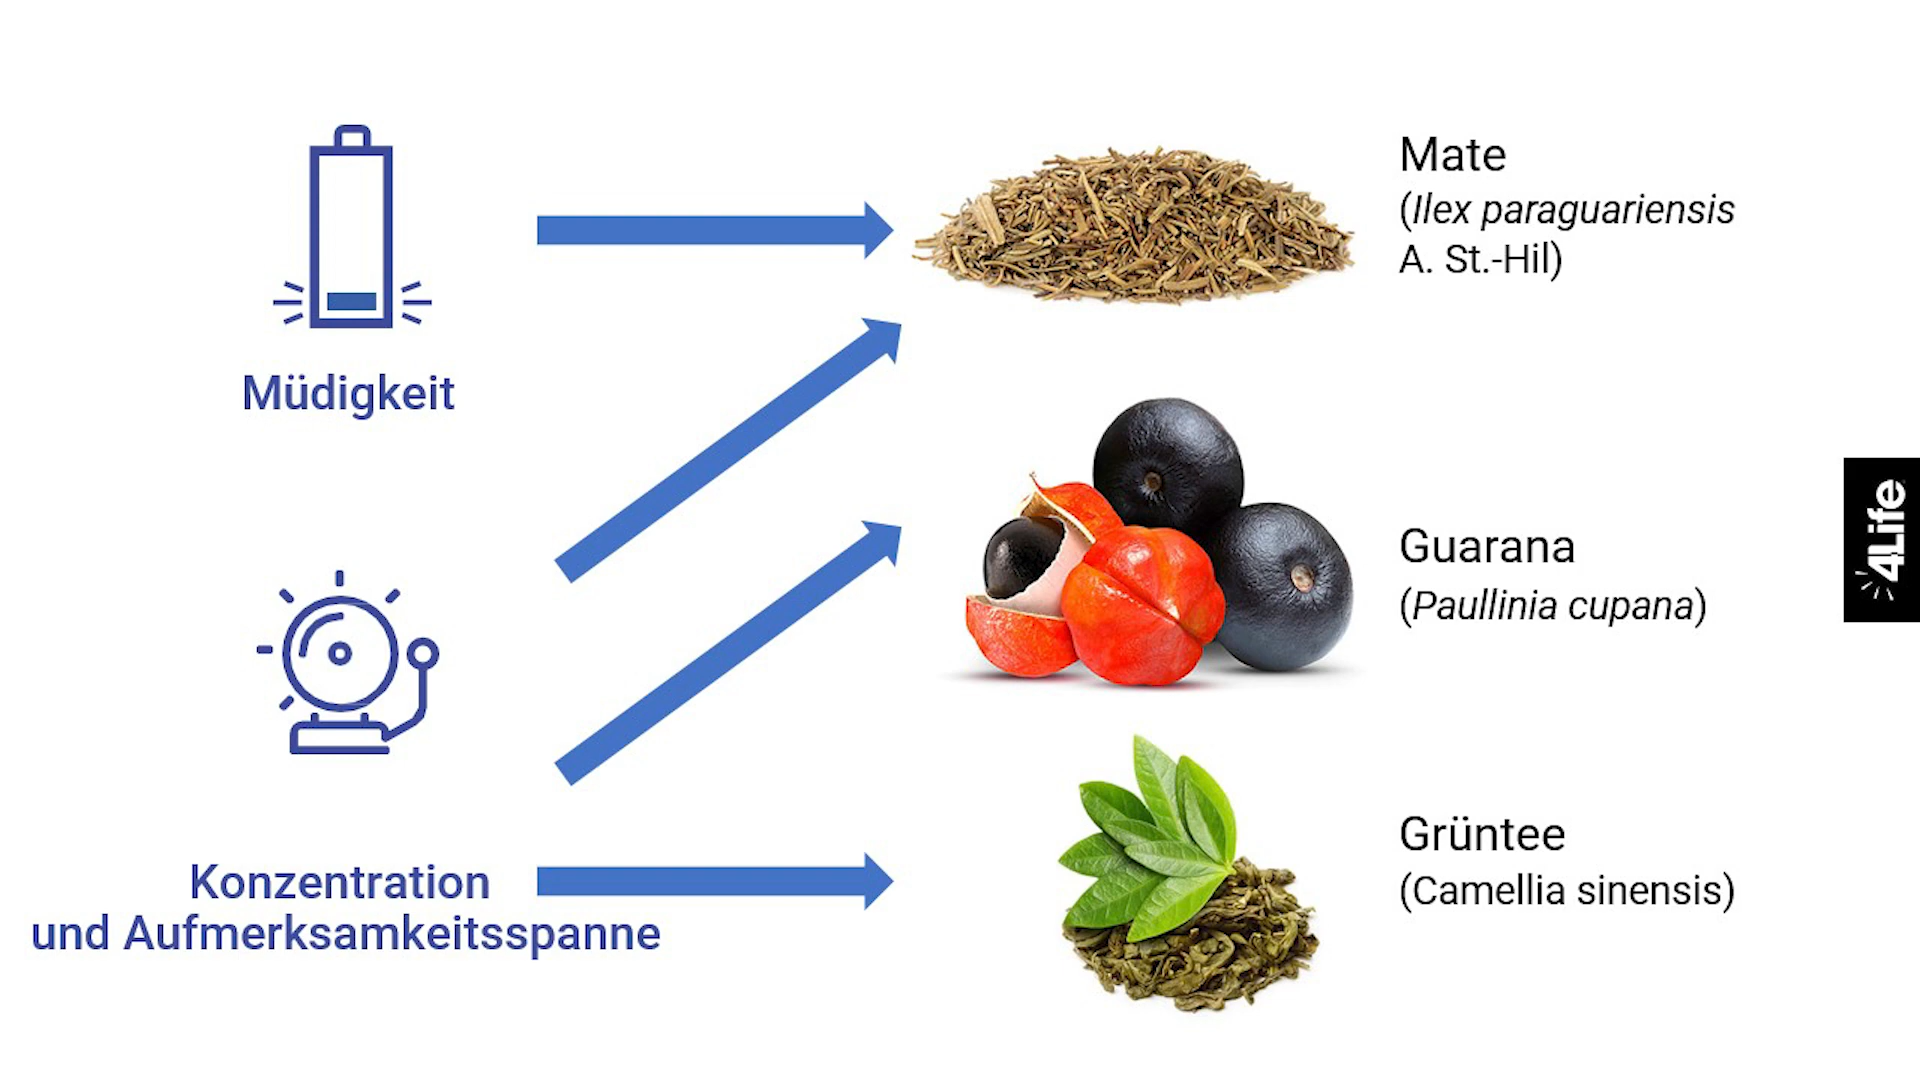 Müdigkeit
Konzentration
und Aufmerksamkeitsspanne
Mate
(Ilex paraguariensis
A. St.-Hil)
Guarana
(Paullinia cupana)
Grüntee
(Camellia sinensis)
4Life